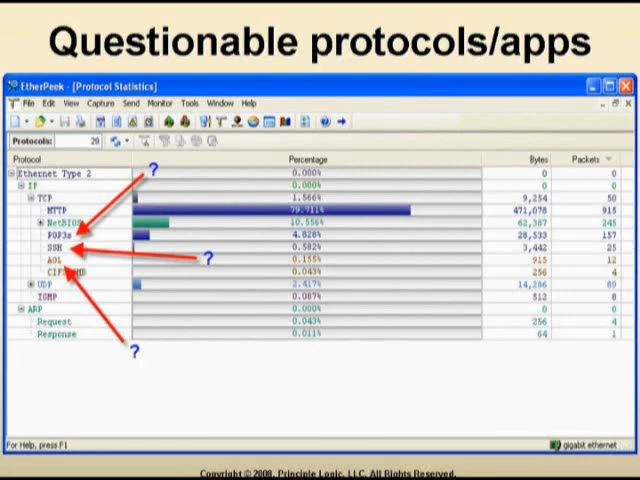 Questionable protocols/apps
EtherPeek - [Protocol Statistics]
File Edit View Capture Send Monitor Tools Window Help
Protocols: 29
Protocol Percentage Bytes Packets
Ethernet Type 2 0.000% 0 0
IP 0.000% 0 0
TCP 1.566% 9,254 50
HTTP 79.711% 471,078 915
NetBIOS 10.556% 62,387 245
POP3s 4.828% 28,533 157
SSH 0.582% 3,442 25
AOL 0.155% 915 12
0.043% 256 4
UDP 2.417% 14,286 89
IGMP 0.087% 512 8
ARP 0.000% 0 0
Request 0.043% 256 4
Response 0.011% 64 1
?
?
?
For Help, press F1 gigabit ethernet
Copyright © 2008, Principle Logic, LLC, All Rights Reserved.